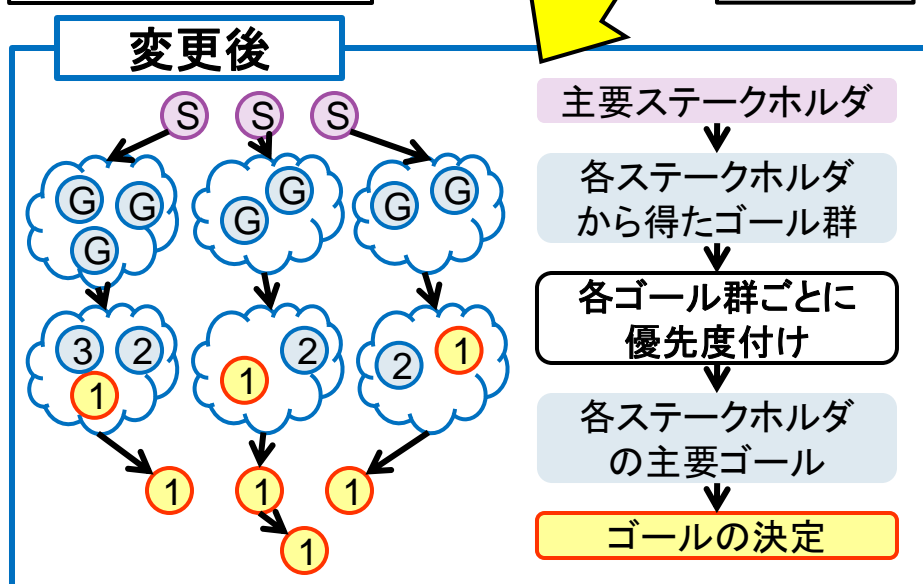 変更後
S S S
主要ステークホルダ
G G G G G G G
各ステークホルダ
から得たゴール群
各ゴール群ごとに
優先度付け
3 2 1 1 2 2 1
各ステークホルダ
の主要ゴール
1 1 1
1
ゴールの決定